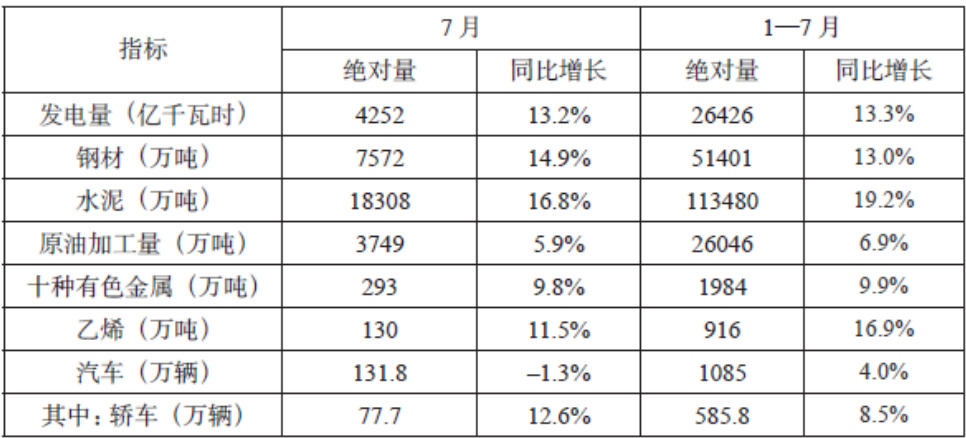 指标 7月 1—7月
绝对量 同比增长 绝对量 同比增长
发电量（亿千瓦时） 4252 13.2% 26426 13.3%
钢材（万吨） 7572 14.9% 51401 13.0%
水泥（万吨） 18308 16.8% 113480 19.2%
原油加工量（万吨） 3749 5.9% 26046 6.9%
十种有色金属（万吨） 293 9.8% 1984 9.9%
乙烯（万吨） 130 11.5% 916 16.9%
汽车（万辆） 131.8 –1.3% 1085 4.0%
其中：轿车（万辆） 77.7 12.6% 585.8 8.5%